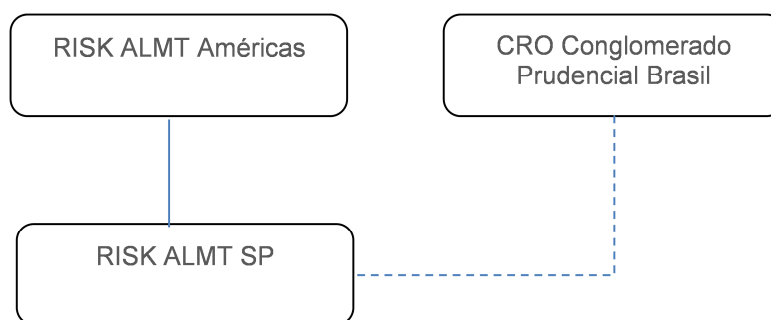 RISK ALMT Américas
CRO Conglomerado
Prudencial Brasil
RISK ALMT SP